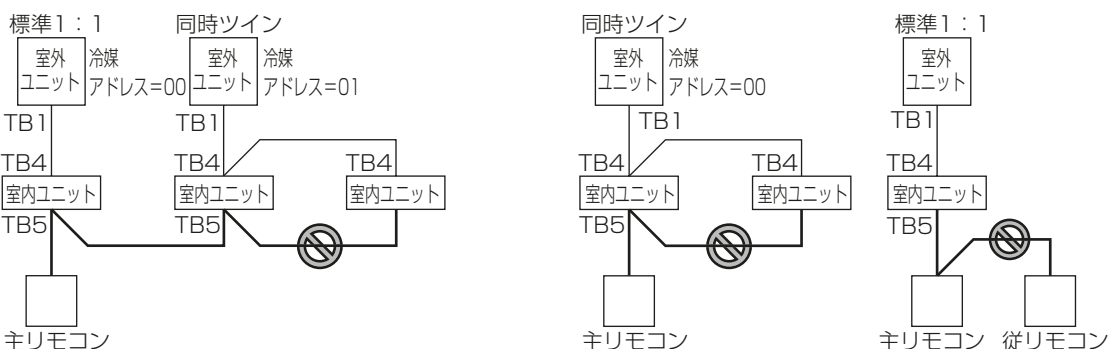 標準1：1
同時ツイン
同時ツイン
標準1：1
室外
ユニット
冷媒
アドレス=00
室外
ユニット
冷媒
アドレス=01
室外
ユニット
冷媒
アドレス=00
室外
ユニット
TB1
TB1
TB1
TB1
TB4
TB4
TB4
TB4
TB4
TB4
室内ユニット
室内ユニット
室内ユニット
室内ユニット
室内ユニット
室内ユニット
TB5
TB5
TB5
TB5
主リモコン
主リモコン
主リモコン
従リモコン